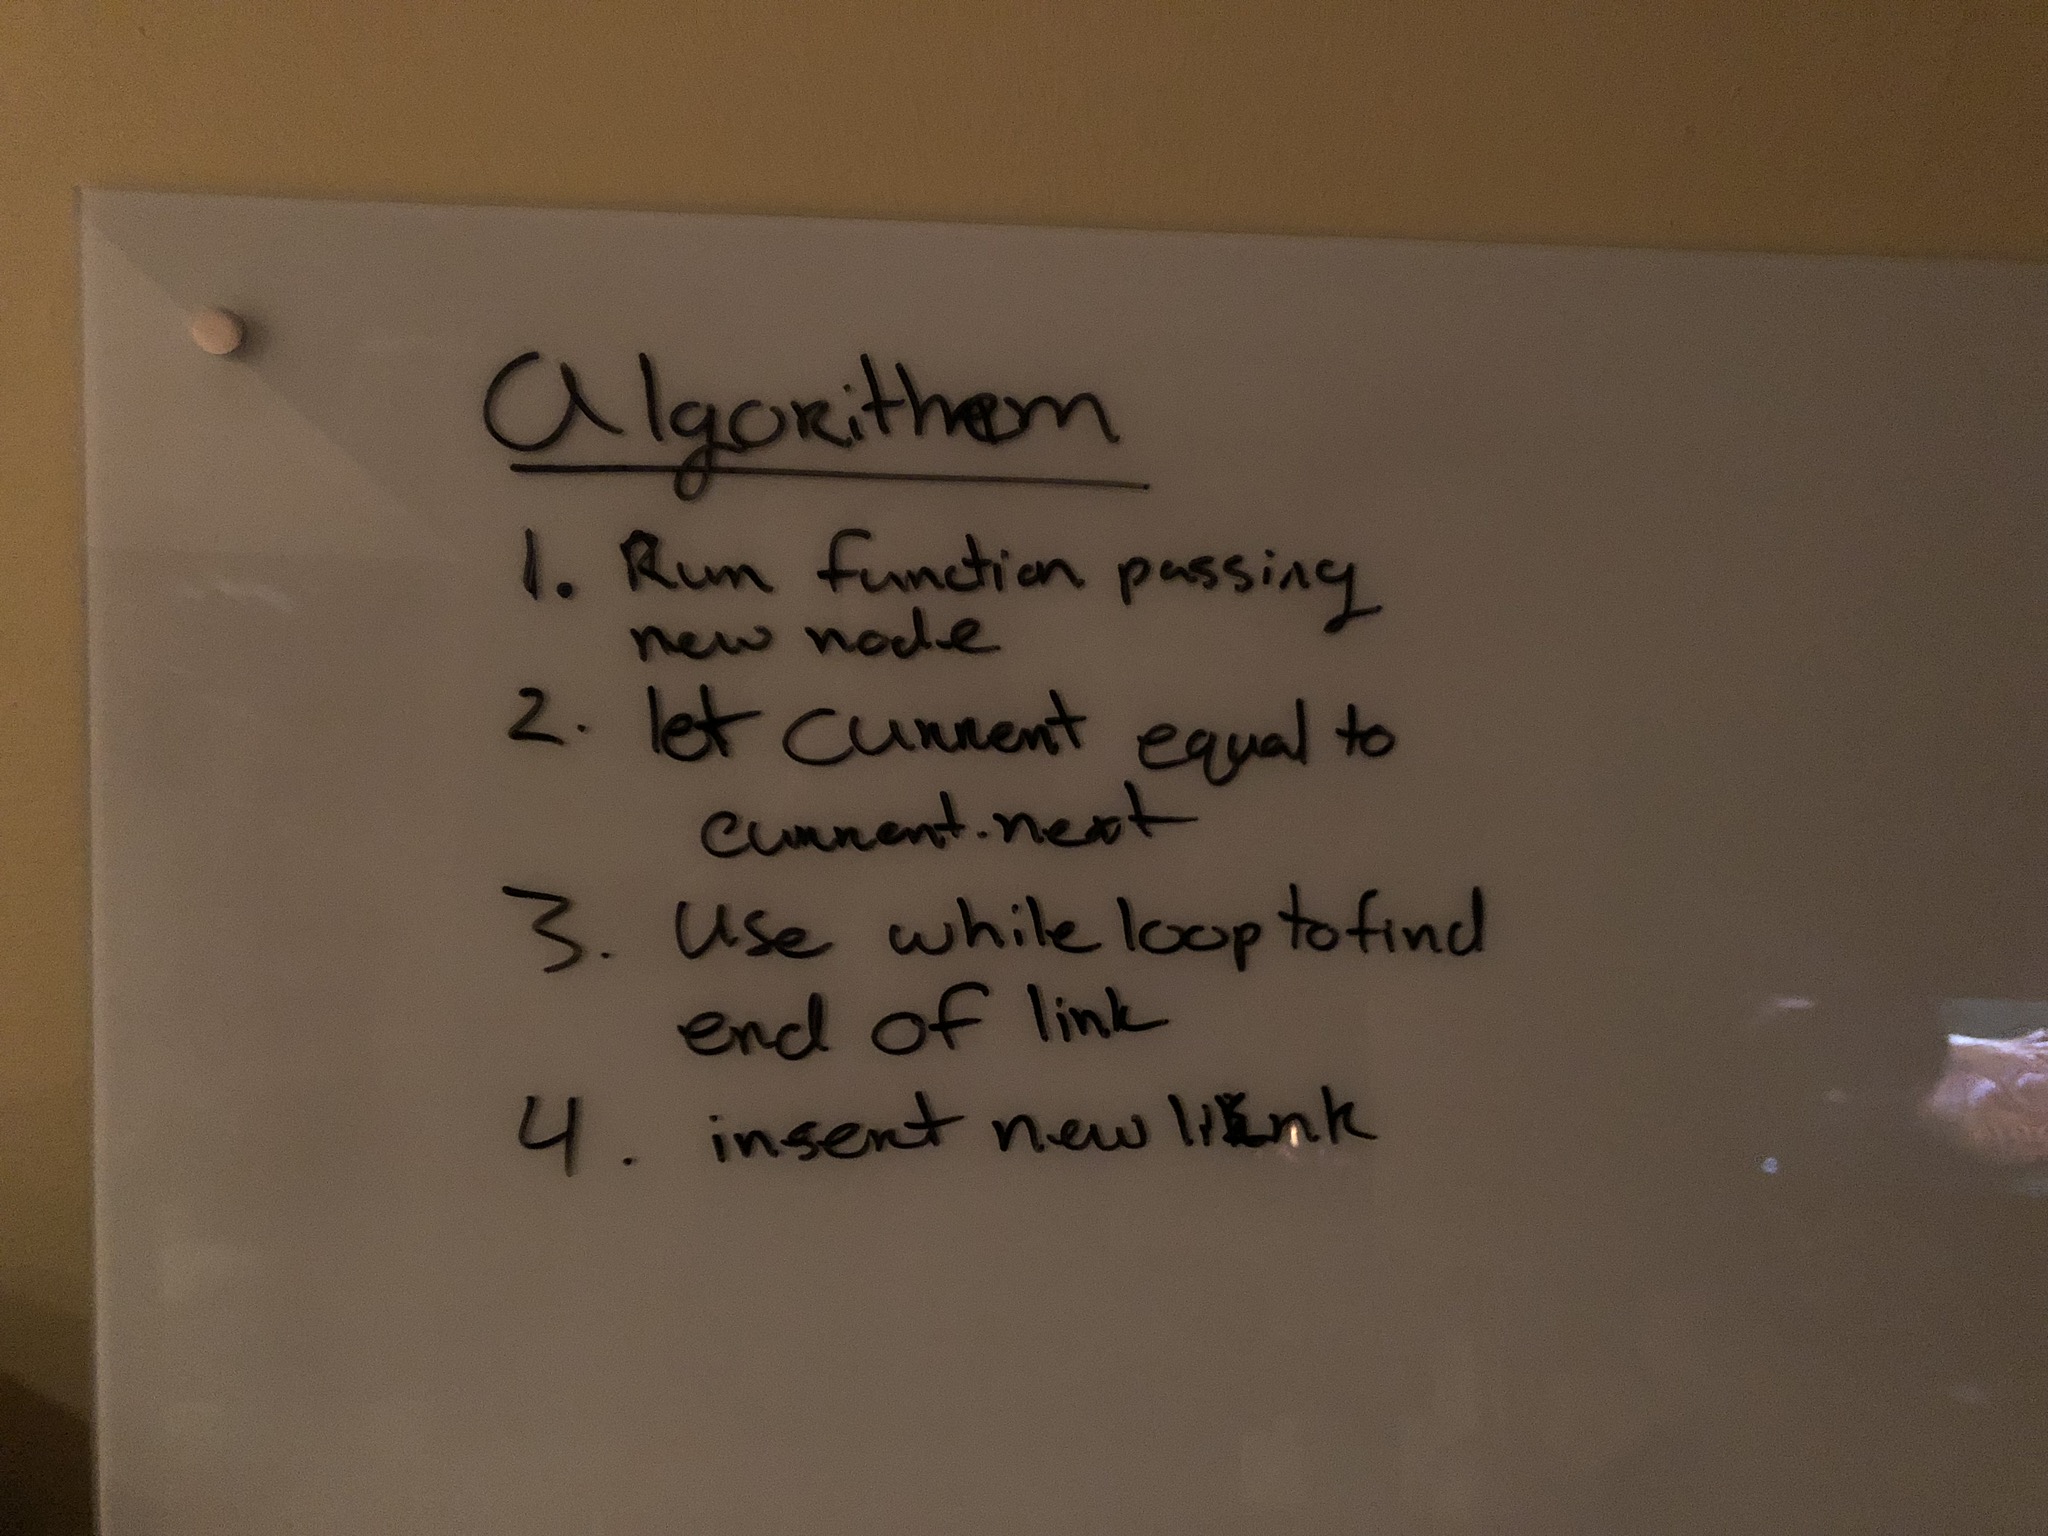 Algorithem
1. Run function passing
new node
2. let current equal to
current.next
3. Use while loop to find
end of link
4. insert new link